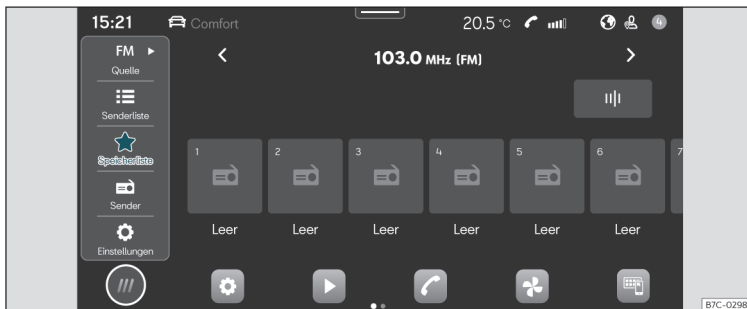 15:21 Comfort 20.5 °C 4
FM
Quelle
103.0 MHz (FM)
Senderliste
Speicherliste
1 2 3 4 5 6 7
Sender
Leer Leer Leer Leer Leer Leer
Einstellungen
B7C-0298